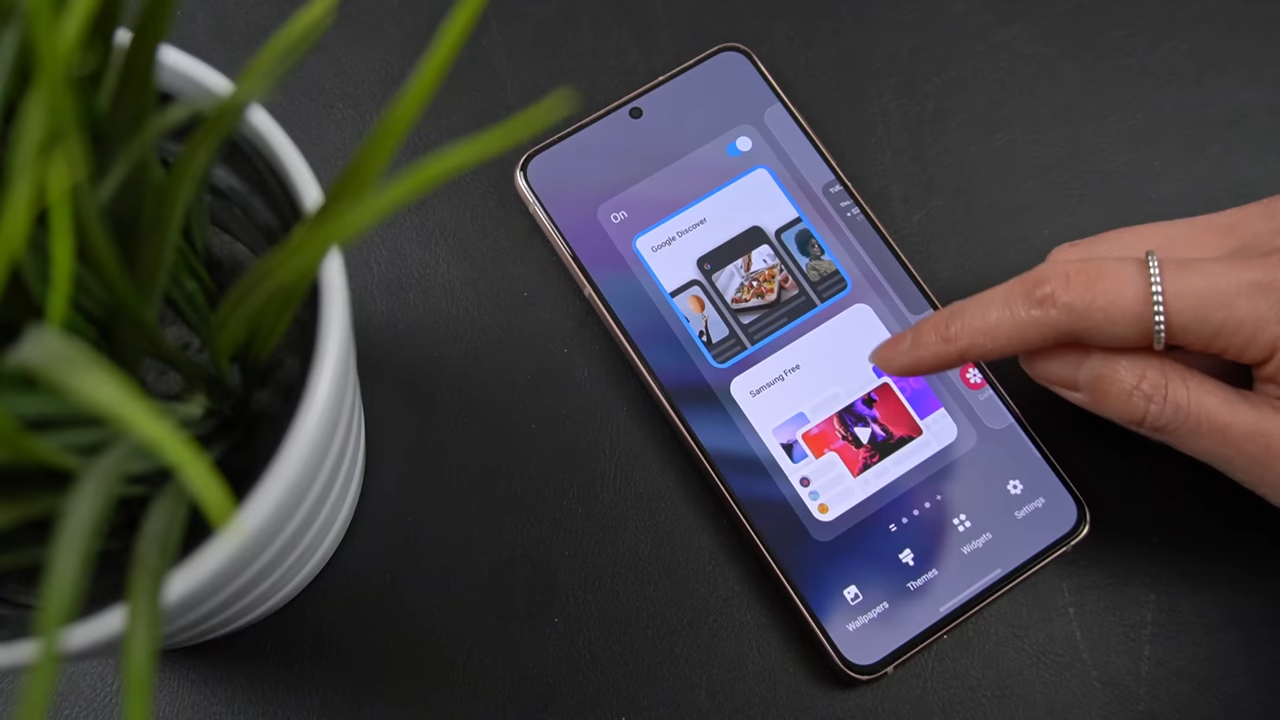 On
Google Discover
Samsung Free
Wallpapers
Themes
Widgets
Settings